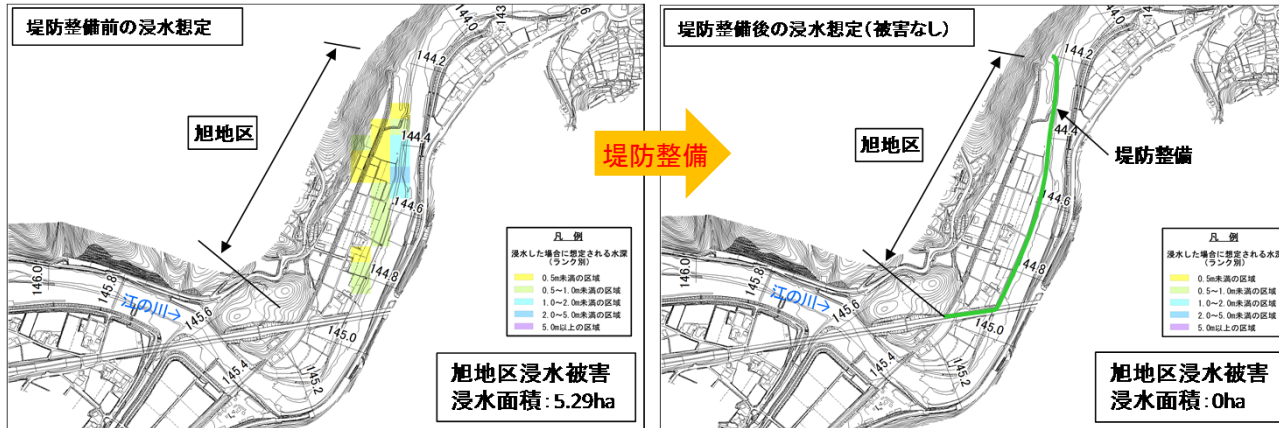 堤防整備前の浸水想定
旭地区
143
144.0
144.2
144.4
144.6
144.8
145.0
145.2
145.4
145.6
145.8
146.0
江の川→
凡 例
浸水した場合に想定される水深
(ランク別)
0.5m未満の区域
0.5～1.0m未満の区域
1.0～2.0m未満の区域
2.0～5.0m未満の区域
5.0m以上の区域
旭地区浸水被害
浸水面積:5.29ha
堤防整備
堤防整備後の浸水想定(被害なし)
旭地区
堤防整備
144.0
144.2
44.4
144.6
44.8
145.0
145.2
145.4
145.6
145.8
146.0
江の川→
凡 例
浸水した場合に想定される水深
(ランク別)
0.5m未満の区域
0.5～1.0m未満の区域
1.0～2.0m未満の区域
2.0～5.0m未満の区域
5.0m以上の区域
旭地区浸水被害
浸水面積:0ha